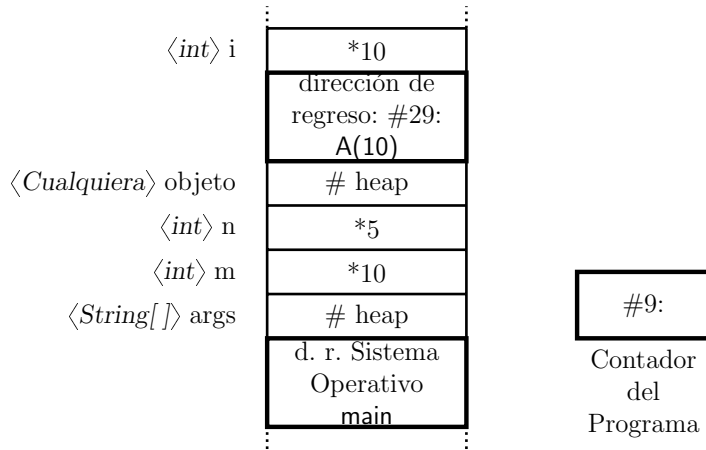 ⟨int⟩ i
*10
dirección de
regreso: #29:
A(10)
⟨Cualquiera⟩ objeto
# heap
⟨int⟩ n
*5
⟨int⟩ m
*10
⟨String[ ]⟩ args
# heap
d. r. Sistema
Operativo
main
#9:
Contador
del
Programa